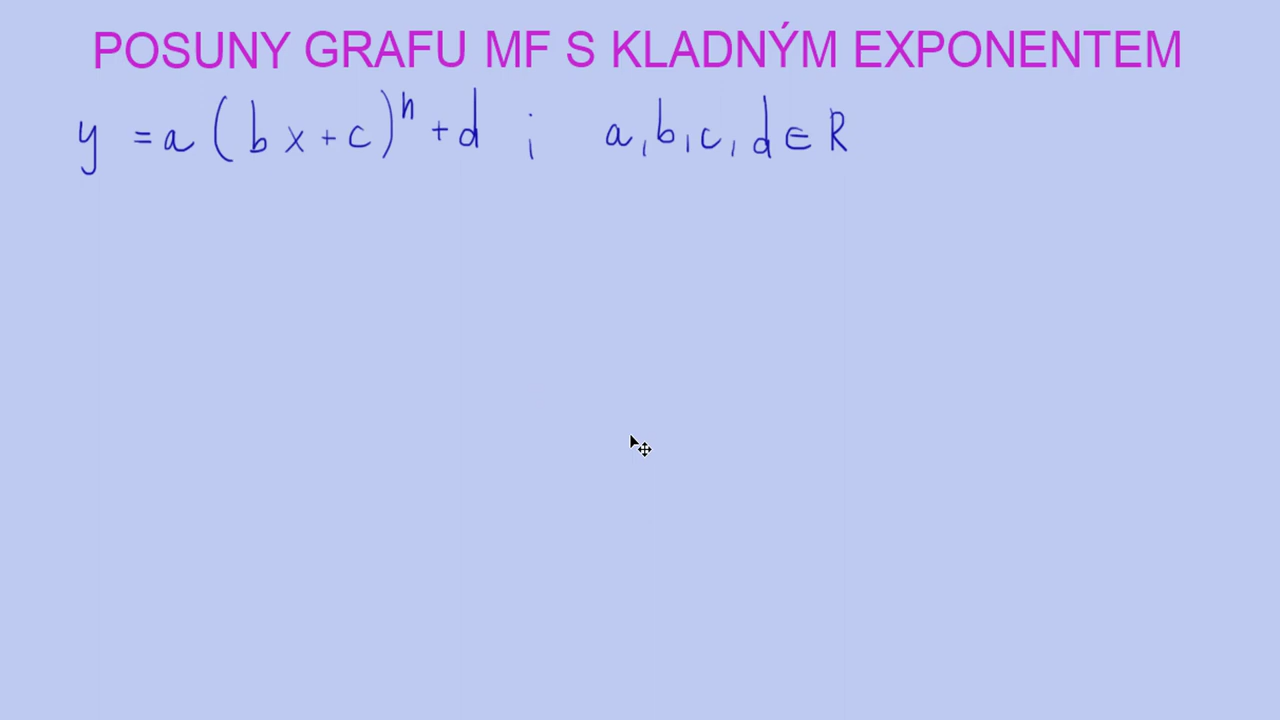 POSUNY GRAFU MF S KLADNÝM EXPONENTEM
y = a (bx+c)ⁿ + d ; a, b, c, d ∈ R